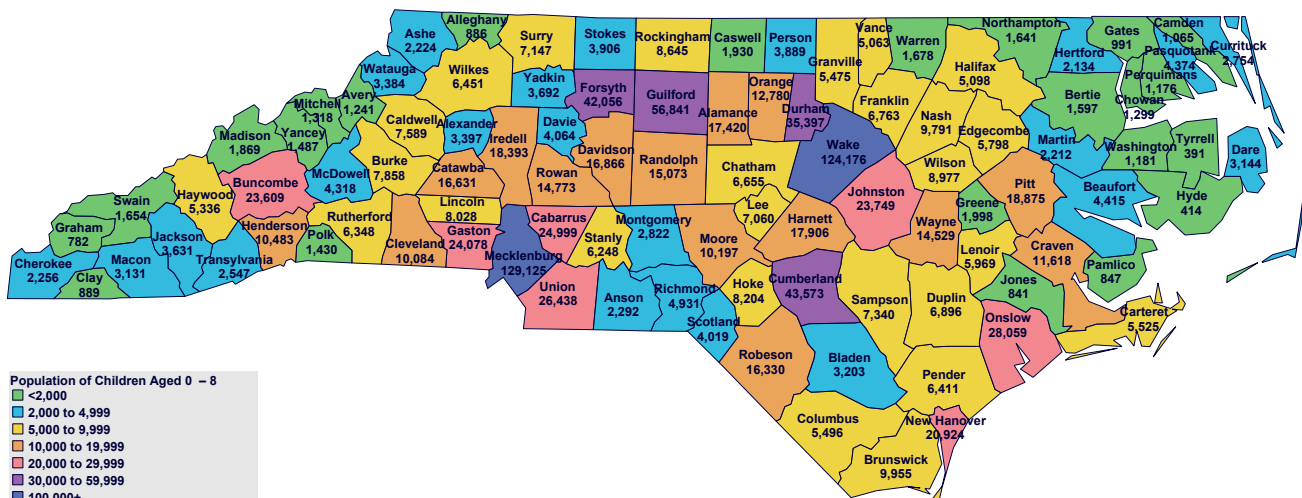 Alleghany
886
Ashe
2,224
Surry
7,147
Stokes
3,906
Rockingham
8,645
Caswell
1,930
Person
3,889
Granville
5,475
Vance
5,063
Warren
1,678
Northampton
1,641
Halifax
5,098
Hertford
2,134
Gates
991
Camden
1,065
Pasquotank
4,374
Currituck
2,754
Perquimans
1,176
Chowan
1,299
Bertie
1,597
Watauga
3,384
Wilkes
6,451
Yadkin
3,692
Forsyth
42,056
Guilford
56,841
Alamance
17,420
Orange
12,780
Durham
35,397
Franklin
6,763
Nash
9,791
Edgecombe
5,798
Martin
2,212
Washington
1,181
Tyrrell
391
Dare
3,144
Mitchell
1,318
Avery
1,241
Caldwell
7,589
Alexander
3,397
Iredell
18,393
Davie
4,064
Davidson
16,866
Randolph
15,073
Chatham
6,655
Wake
124,176
Wilson
8,977
Pitt
18,875
Beaufort
4,415
Hyde
414
Madison
1,869
Yancey
1,487
McDowell
4,318
Burke
7,858
Catawba
16,631
Rowan
14,773
Lee
7,060
Johnston
23,749
Greene
1,998
Haywood
5,336
Buncombe
23,609
Rutherford
6,348
Lincoln
8,028
Cabarrus
24,999
Stanly
6,248
Montgomery
2,822
Moore
10,197
Harnett
17,906
Wayne
14,529
Lenoir
5,969
Craven
11,618
Pamlico
847
Swain
1,654
Graham
782
Cherokee
2,256
Clay
889
Macon
3,131
Jackson
3,631
Transylvania
2,547
Henderson
10,483
Polk
1,430
Cleveland
10,084
Gaston
24,078
Mecklenburg
129,125
Union
26,438
Anson
2,292
Richmond
4,931
Scotland
4,019
Hoke
8,204
Cumberland
43,573
Sampson
7,340
Duplin
6,896
Jones
841
Onslow
28,059
Carteret
5,525
Robeson
16,330
Bladen
3,203
Pender
6,411
Columbus
5,496
New Hanover
20,924
Brunswick
9,955
Population of Children Aged 0 – 8
<2,000
2,000 to 4,999
5,000 to 9,999
10,000 to 19,999
20,000 to 29,999
30,000 to 59,999
100,000+